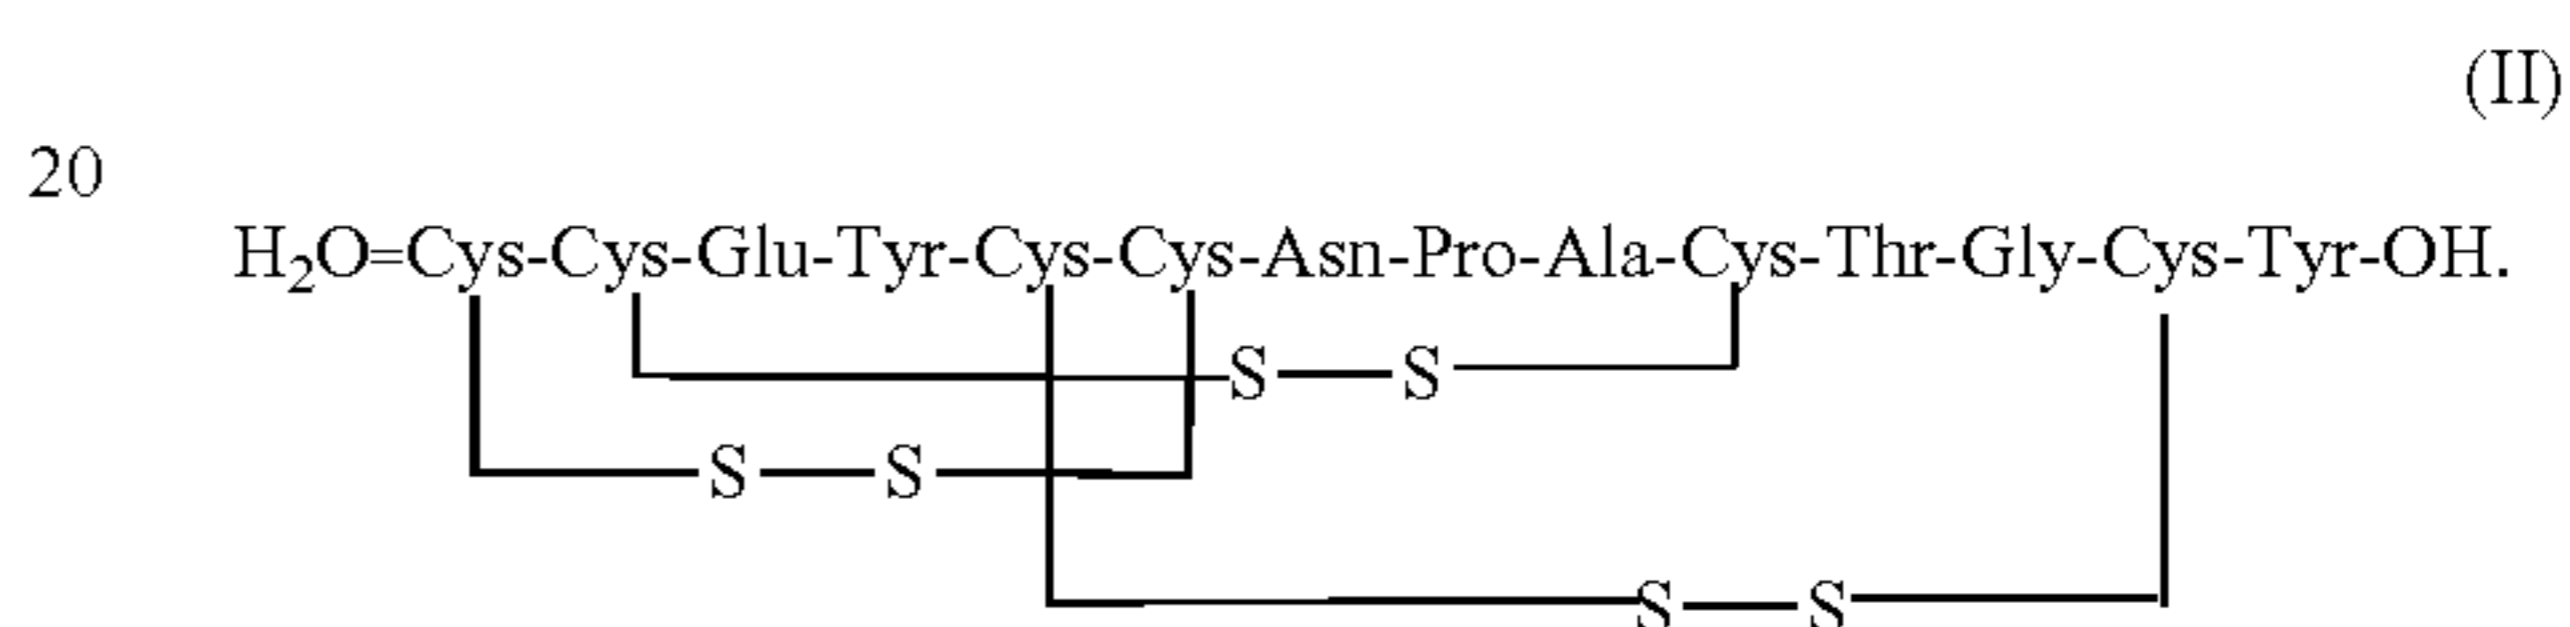 (II)
20
H₂O=Cys-Cys-Glu-Tyr-Cys-Cys-Asn-Pro-Ala-Cys-Thr-Gly-Cys-Tyr-OH.
S—S
S—S
S—S